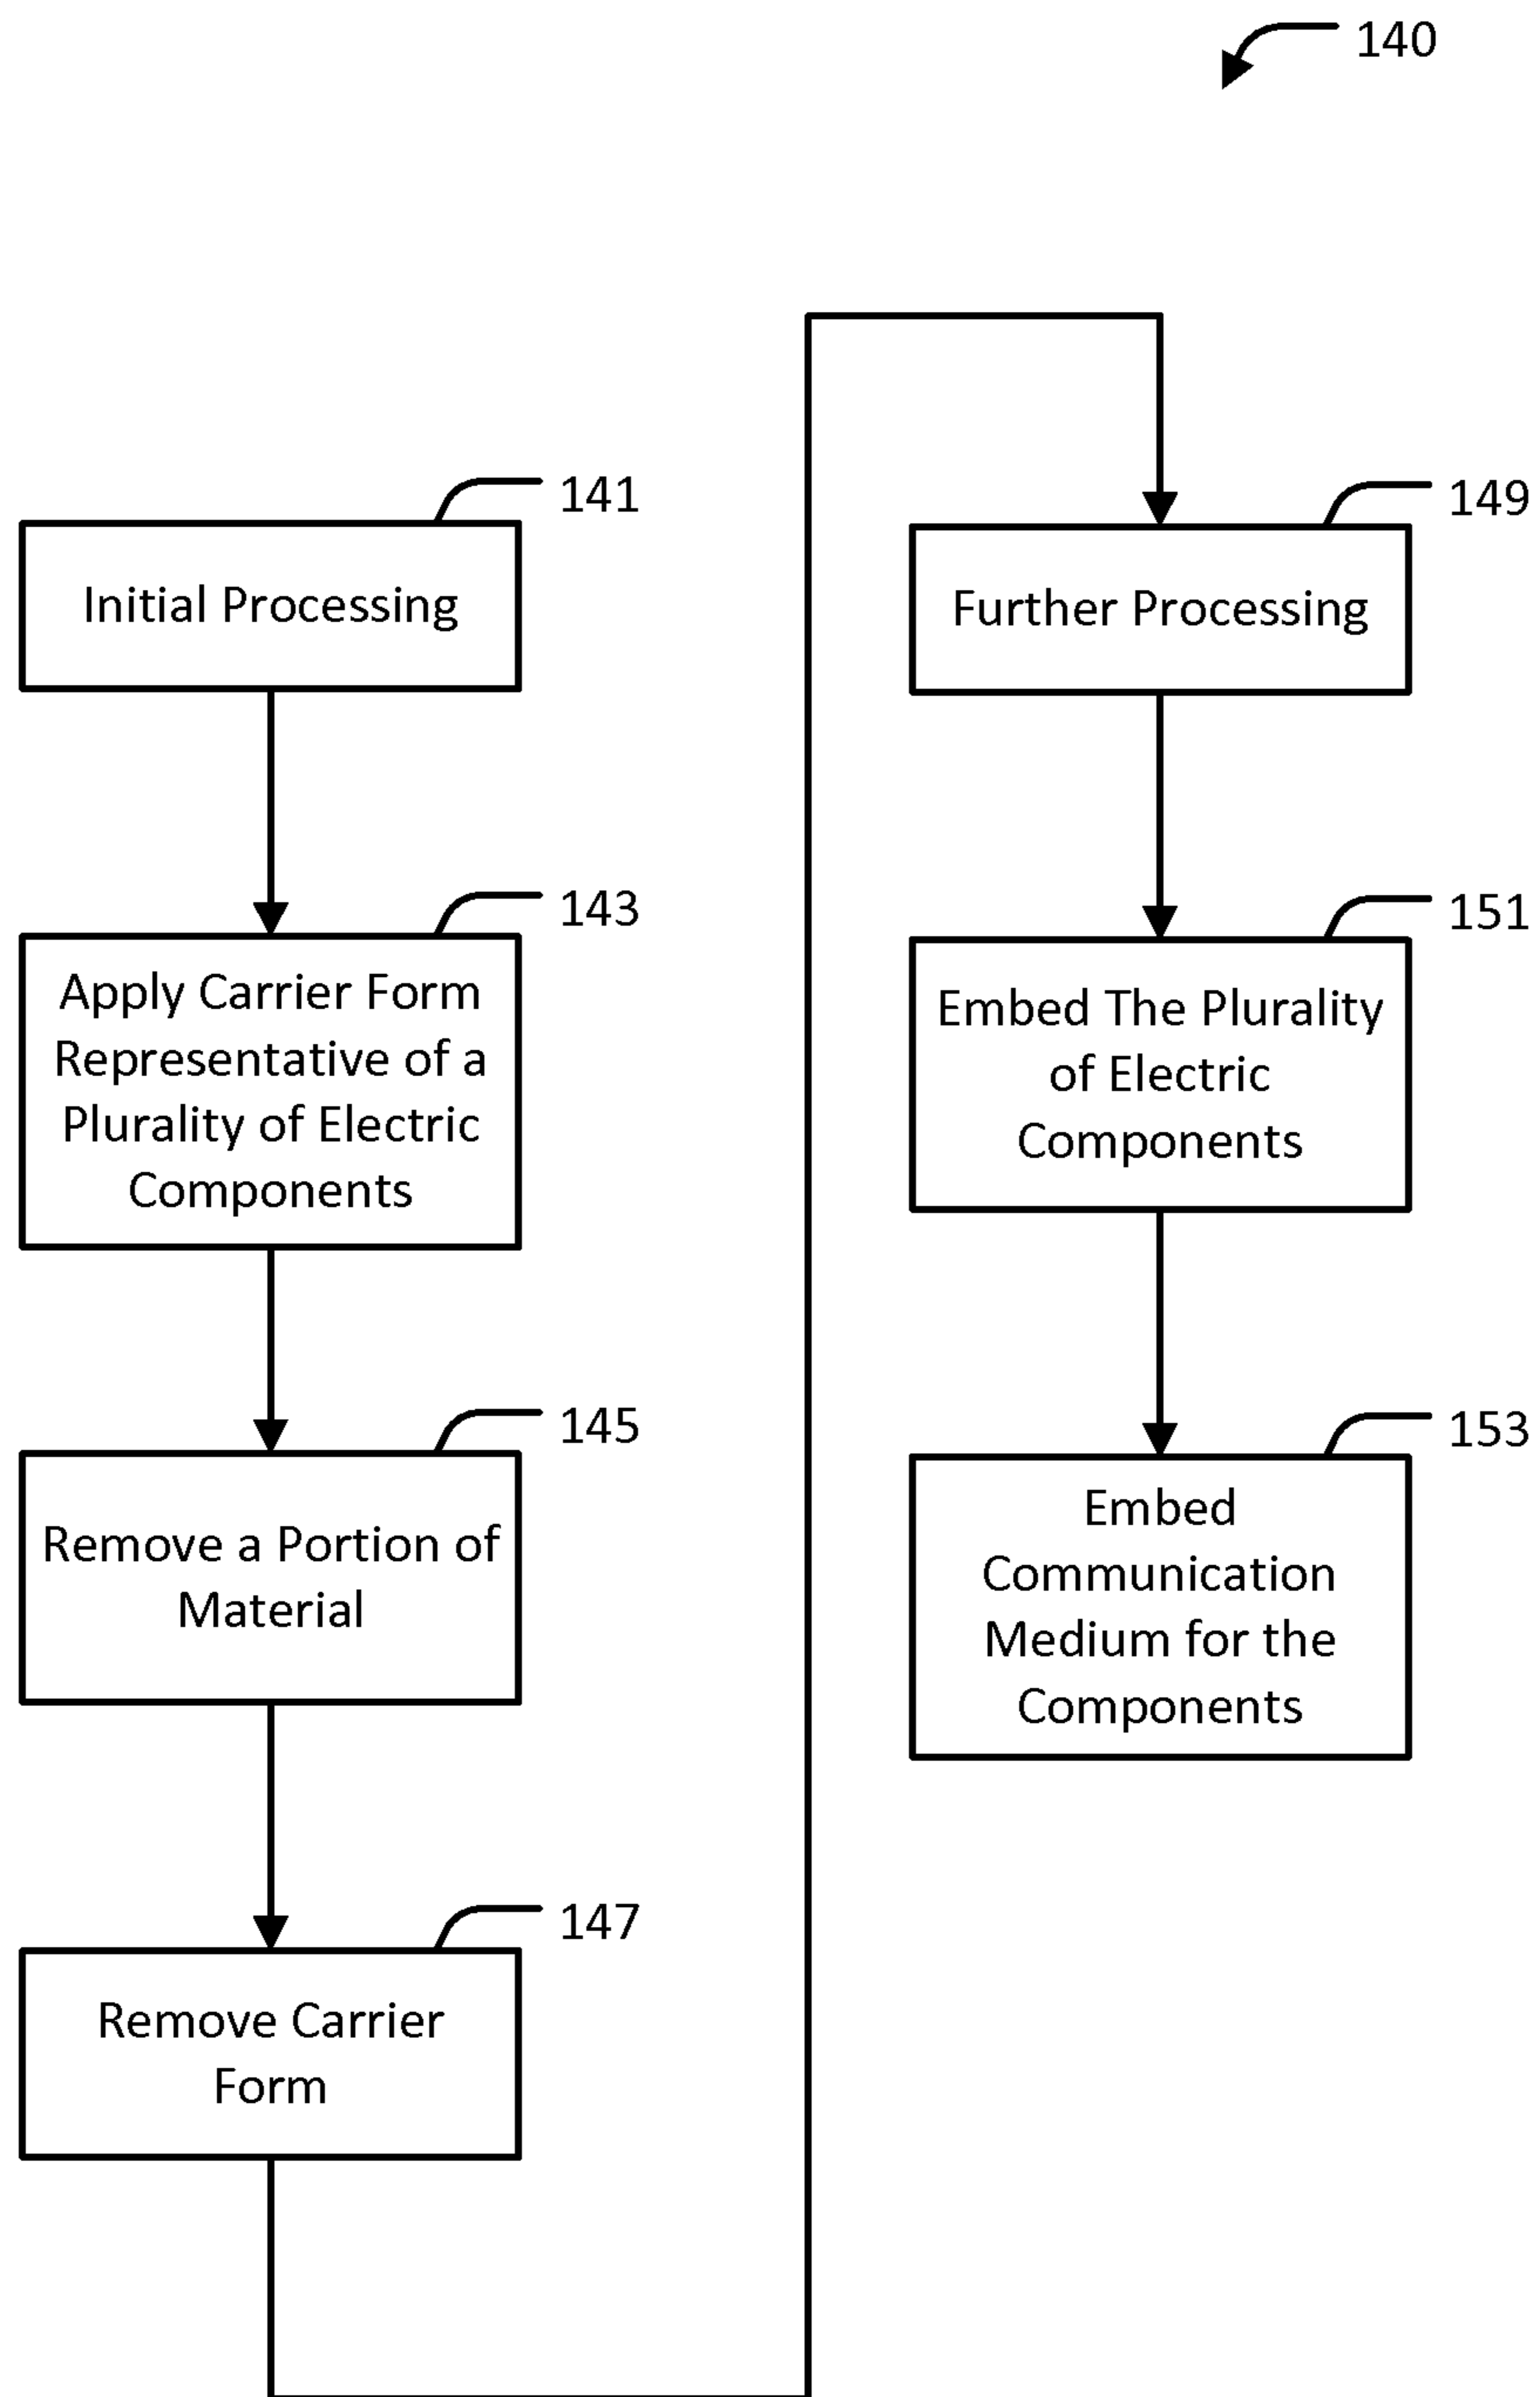 140
141
Initial Processing
143
Apply Carrier Form
Representative of a
Plurality of Electric
Components
145
Remove a Portion of
Material
147
Remove Carrier
Form
149
Further Processing
151
Embed The Plurality
of Electric
Components
153
Embed
Communication
Medium for the
Components